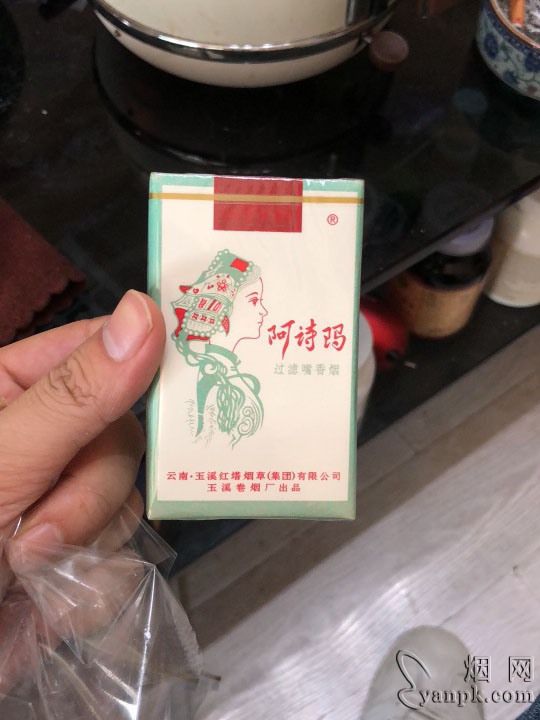 ®
阿诗玛
过滤嘴香烟
云南·玉溪红塔烟草(集团)有限公司
玉溪卷烟厂出品
烟网
yanpk.com